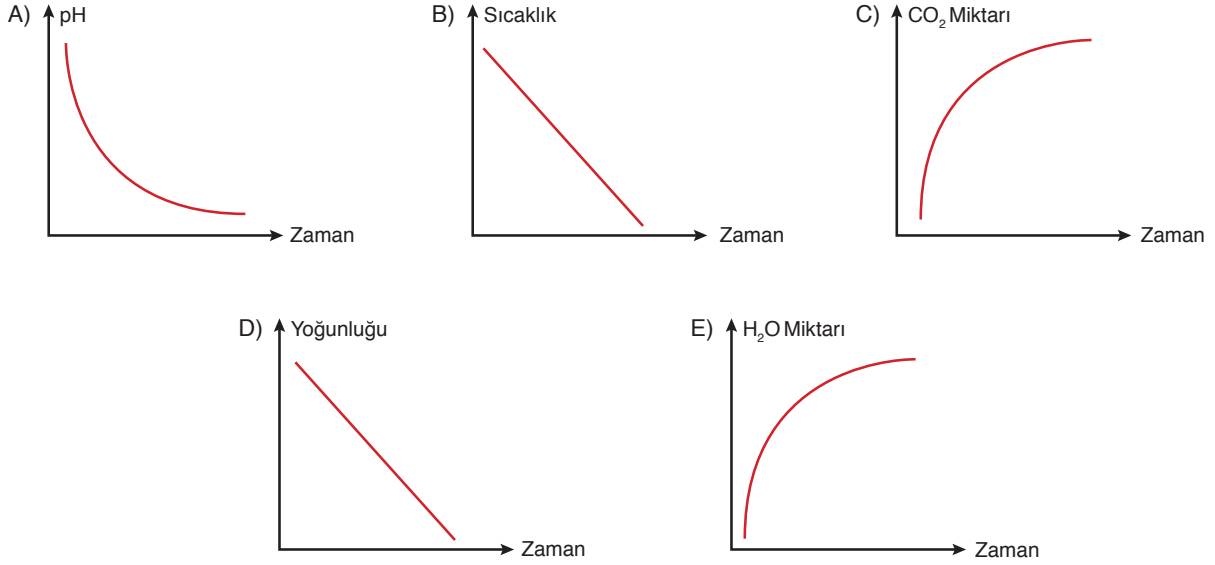 A) pH
Zaman
B) Sıcaklık
Zaman
C) CO₂ Miktarı
Zaman
D) Yoğunluğu
Zaman
E) H₂O Miktarı
Zaman